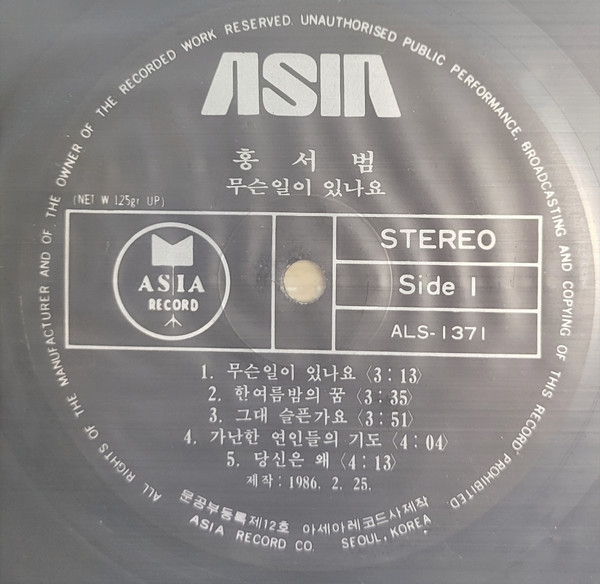 ALL RIGHTS OF THE MANUFACTURER AND OF THE OWNER OF THE RECORDED WORK RESERVED. UNAUTHORISED PUBLIC PERFORMANCE, BROADCASTING AND COPYING OF THIS RECORD PROHIBITED.
ASIA
홍 서 범
무슨일이 있나요
(NET W 125gr UP)
ASIA
RECORD
STEREO
Side 1
ALS-1371
1. 무슨일이 있나요 〈3:13〉
2. 한여름밤의 꿈 〈3:35〉
3. 그대 슬픈가요 〈3:51〉
4. 가난한 연인들의 기도 〈4:04〉
5. 당신은 왜 〈4:13〉
제작:1986. 2. 25.
문공부등록제12호 아세아레코드사제작
ASIA RECORD CO. SEOUL, KOREA